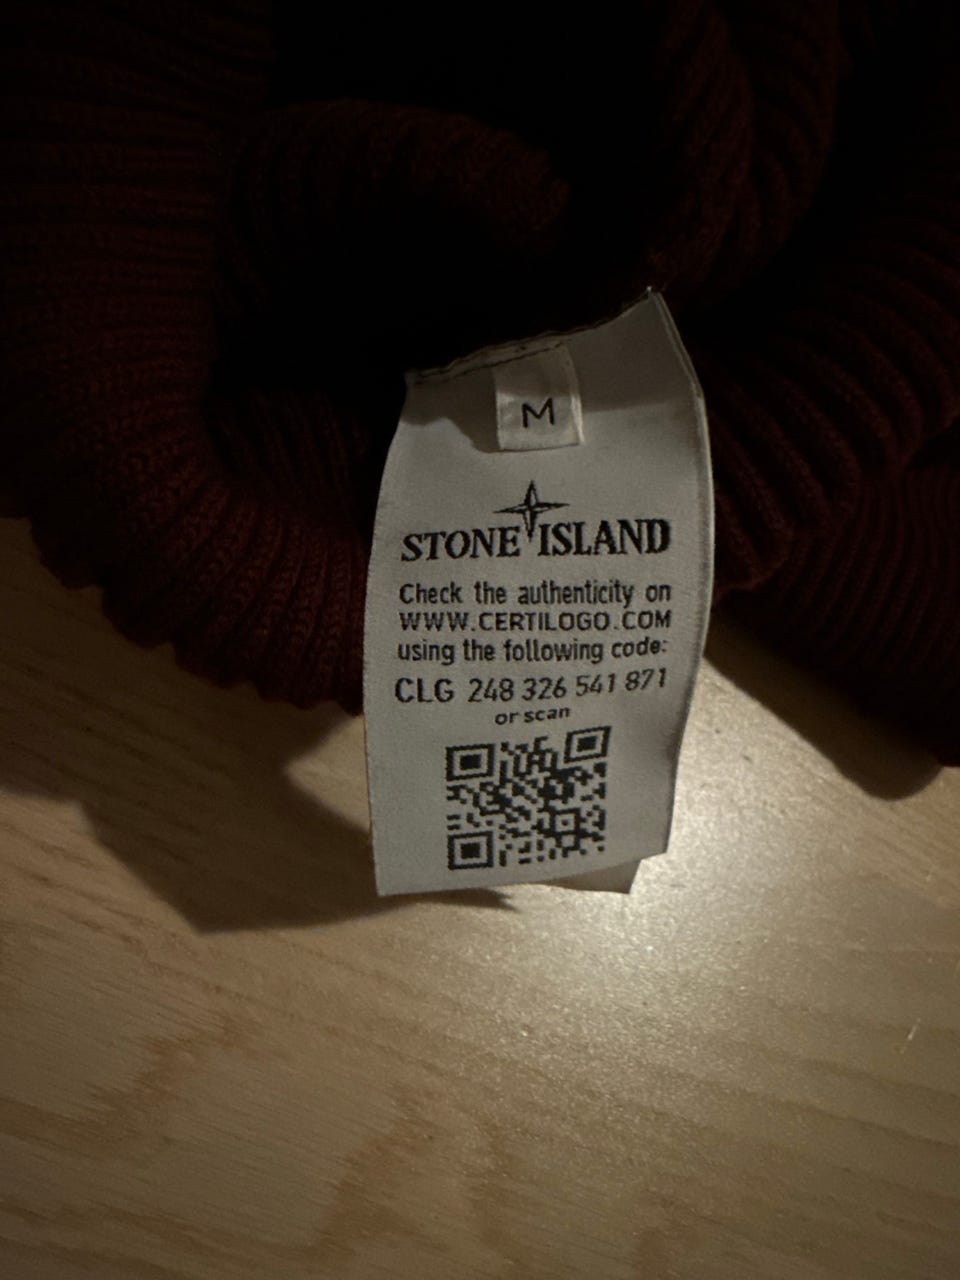 M
STONE ISLAND
Check the authenticity on
WWW.CERTILOGO.COM
using the following code:
CLG 248 326 541 871
or scan